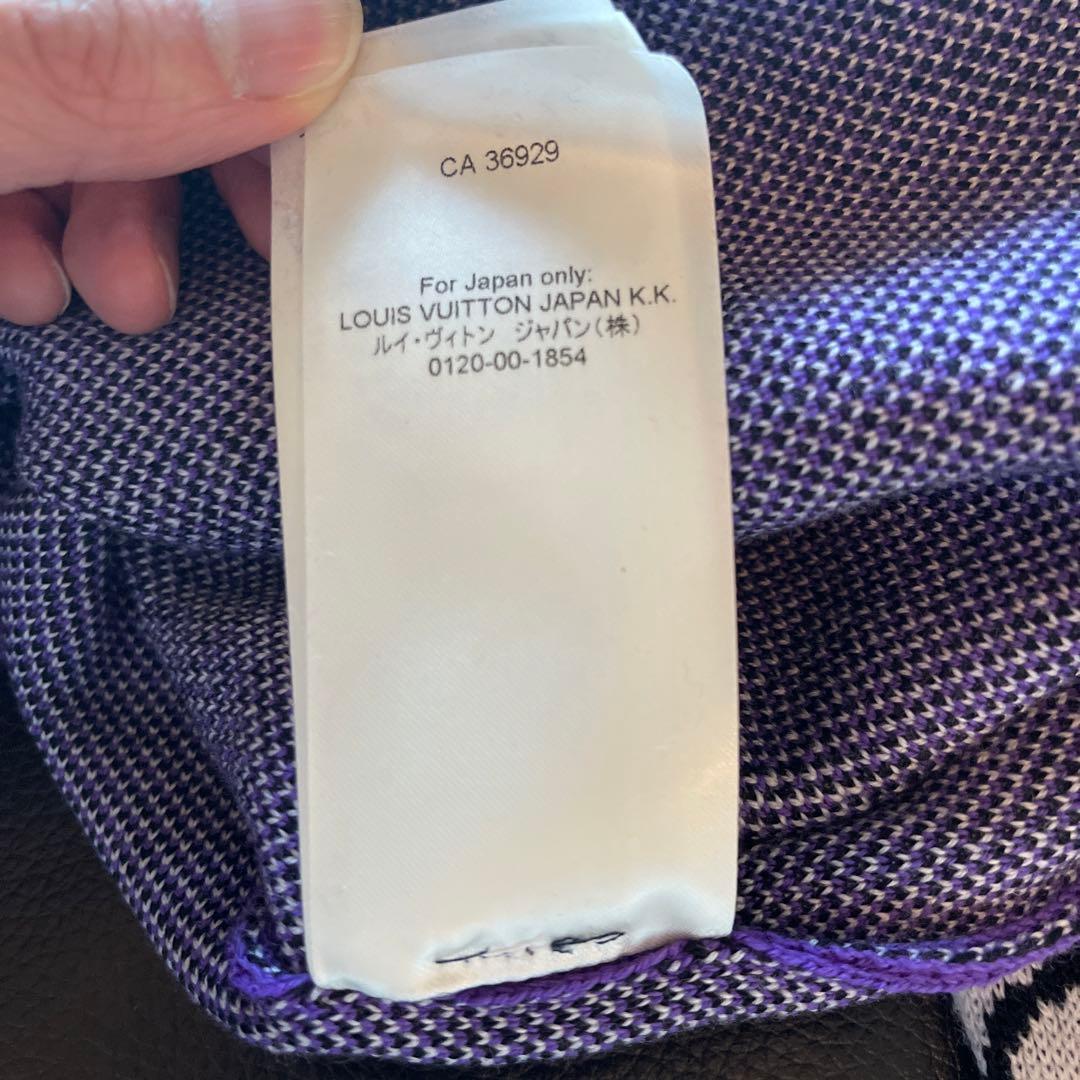 CA 36929
For Japan only:
LOUIS VUITTON JAPAN K.K.
ルイ・ヴィトン ジャパン(株)
0120-00-1854